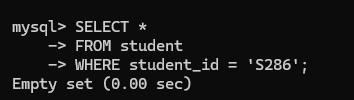 mysql> SELECT *
    -> FROM student
    -> WHERE student_id = 'S286';
Empty set (0.00 sec)